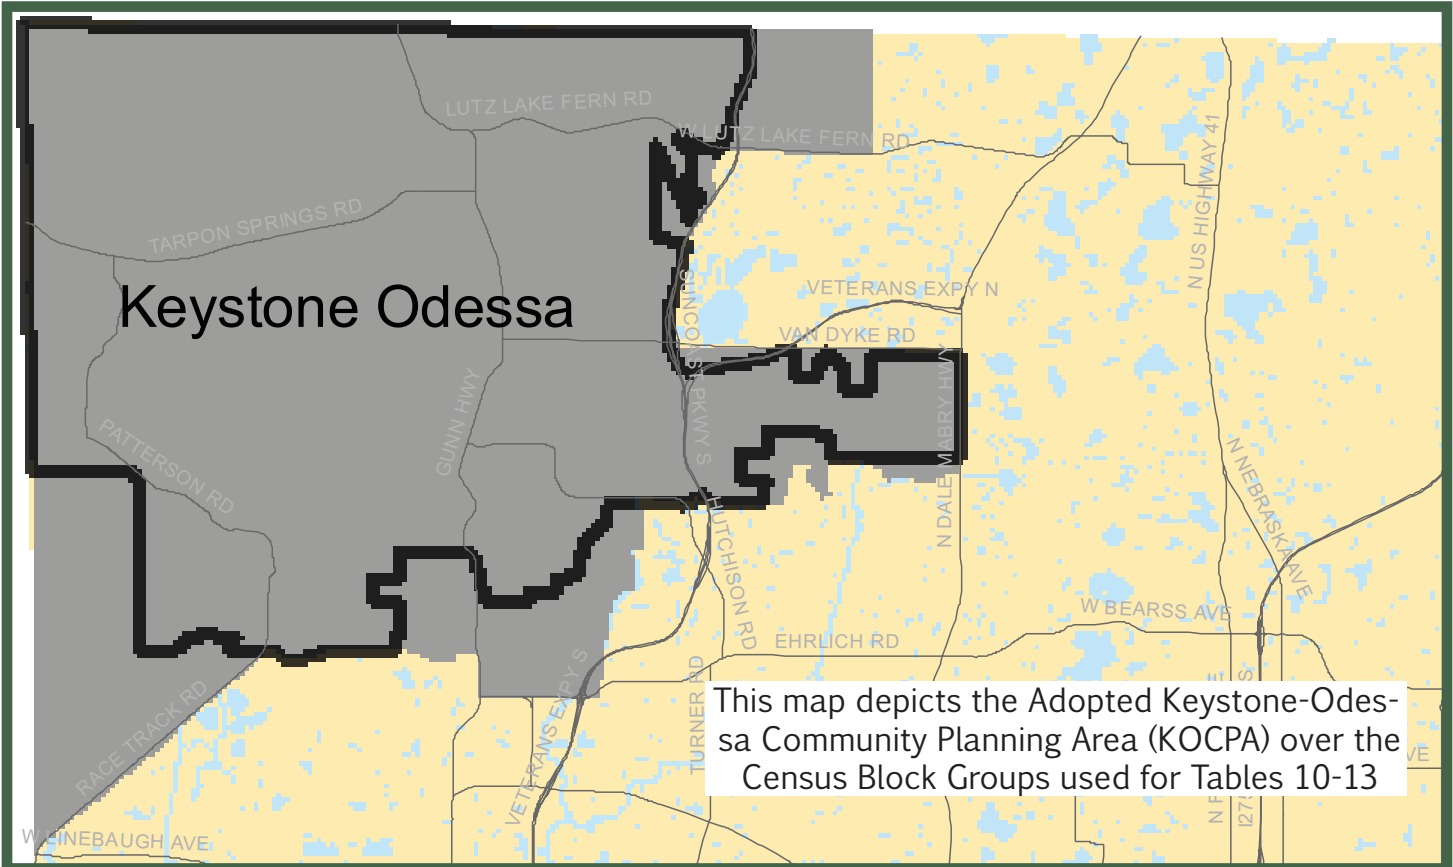 LUTZ LAKE FERN RD
W LUTZ LAKE FERN RD
N US HIGHWAY 41
TARPON SPRINGS RD
Keystone Odessa
SUNCOAST PKWY S
VETERANS EXPY N
VAN DYKE RD
GUNN HWY
N DALE MABRY HWY
PATTERSON RD
N NEBRASKA AVE
HUTCHISON RD
W BEARSS AVE
EHRLICH RD
RACE TRACK RD
VETERANS EXPY S
TURNER RD
This map depicts the Adopted Keystone-Odes-
sa Community Planning Area (KOCPA) over the
Census Block Groups used for Tables 10-13
W LINEBAUGH AVE